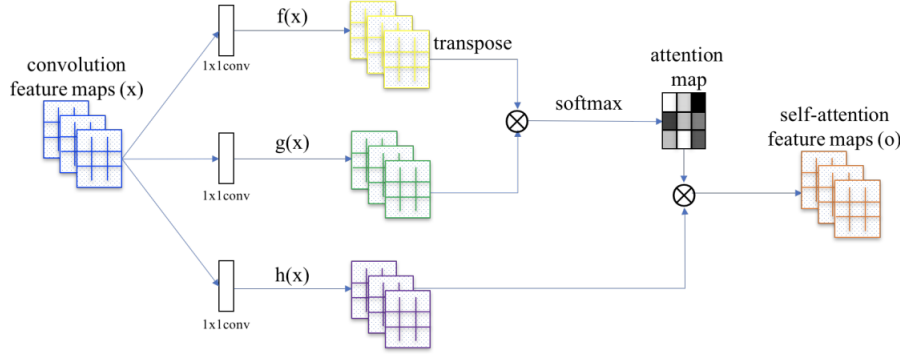 convolution
feature maps (x)
f(x)
1x1conv
transpose
g(x)
1x1conv
h(x)
1x1conv
softmax
attention
map
self-attention
feature maps (o)